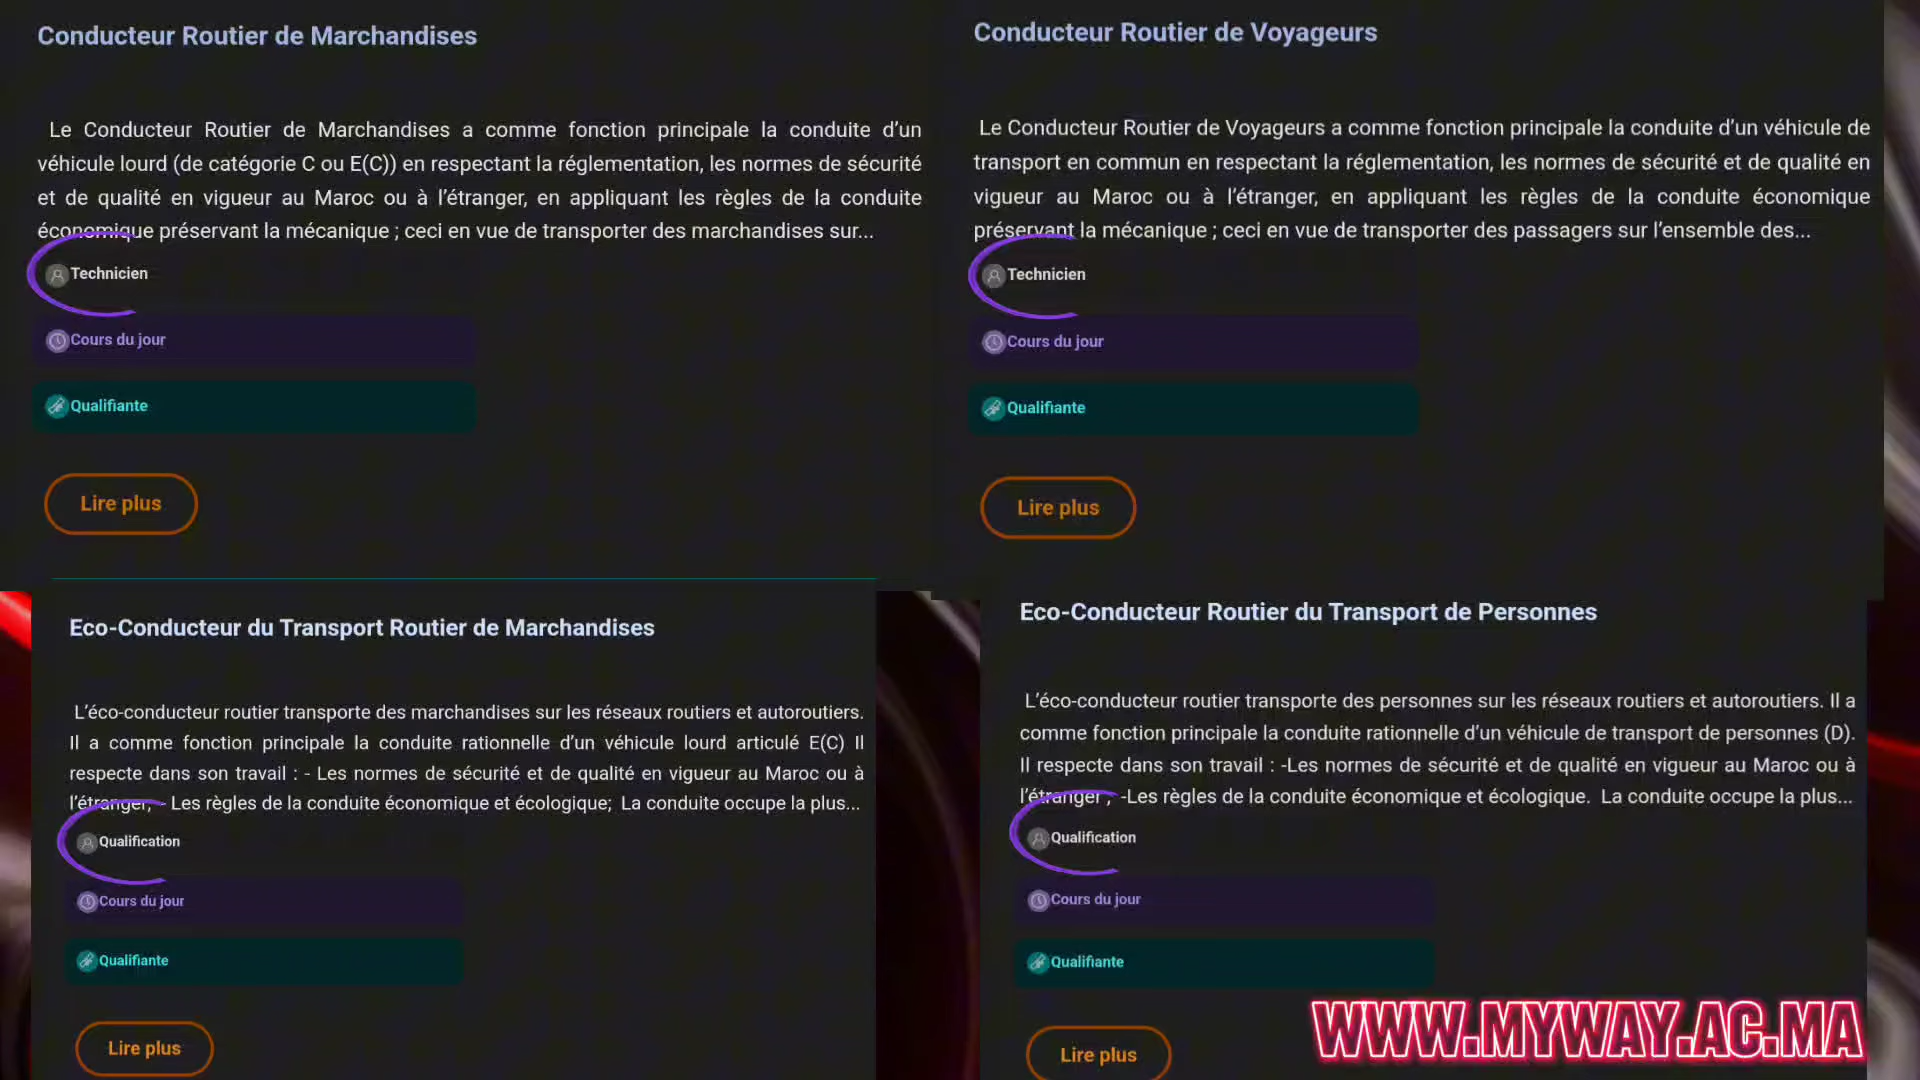 Conducteur Routier de Marchandises
Le Conducteur Routier de Marchandises a comme fonction principale la conduite d’un
véhicule lourd (de catégorie C ou E(C)) en respectant la réglementation, les normes de sécurité
et de qualité en vigueur au Maroc ou à l’étranger, en appliquant les règles de la conduite
économique préservant la mécanique ; ceci en vue de transporter des marchandises sur...
Technicien
Cours du jour
Qualifiante
Lire plus
Conducteur Routier de Voyageurs
Le Conducteur Routier de Voyageurs a comme fonction principale la conduite d’un véhicule de
transport en commun en respectant la réglementation, les normes de sécurité et de qualité en
vigueur au Maroc ou à l’étranger, en appliquant les règles de la conduite économique
préservant la mécanique ; ceci en vue de transporter des passagers sur l’ensemble des...
Technicien
Cours du jour
Qualifiante
Lire plus
Eco-Conducteur du Transport Routier de Marchandises
L’éco-conducteur routier transporte des marchandises sur les réseaux routiers et autoroutiers.
Il a comme fonction principale la conduite rationnelle d’un véhicule lourd articulé E(C) Il
respecte dans son travail : - Les normes de sécurité et de qualité en vigueur au Maroc ou à
l’étranger; - Les règles de la conduite économique et écologique; La conduite occupe la plus...
Qualification
Cours du jour
Qualifiante
Lire plus
Eco-Conducteur Routier du Transport de Personnes
L’éco-conducteur routier transporte des personnes sur les réseaux routiers et autoroutiers. Il a
comme fonction principale la conduite rationnelle d’un véhicule de transport de personnes (D).
Il respecte dans son travail : -Les normes de sécurité et de qualité en vigueur au Maroc ou à
l’étranger ; -Les règles de la conduite économique et écologique. La conduite occupe la plus...
Qualification
Cours du jour
Qualifiante
Lire plus
WWW.MYWAY.AC.MA